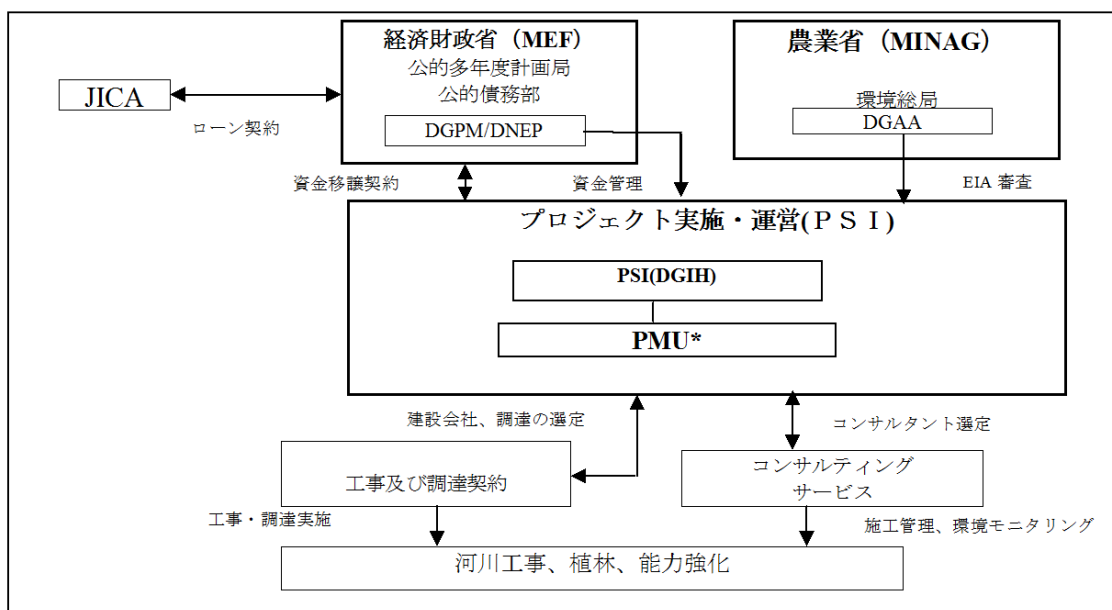 経済財政省（MEF）
公的多年度計画局
公的債務部
DGPM/DNEP
農業省（MINAG）
環境総局
DGAA
JICA
ローン契約
資金移譲契約
資金管理
EIA 審査
プロジェクト実施・運営(ＰＳＩ)
PSI(DGIH)
PMU*
建設会社、調達の選定
コンサルタント選定
工事及び調達契約
コンサルティング
サービス
工事・調達実施
施工管理、環境モニタリング
河川工事、植林、能力強化